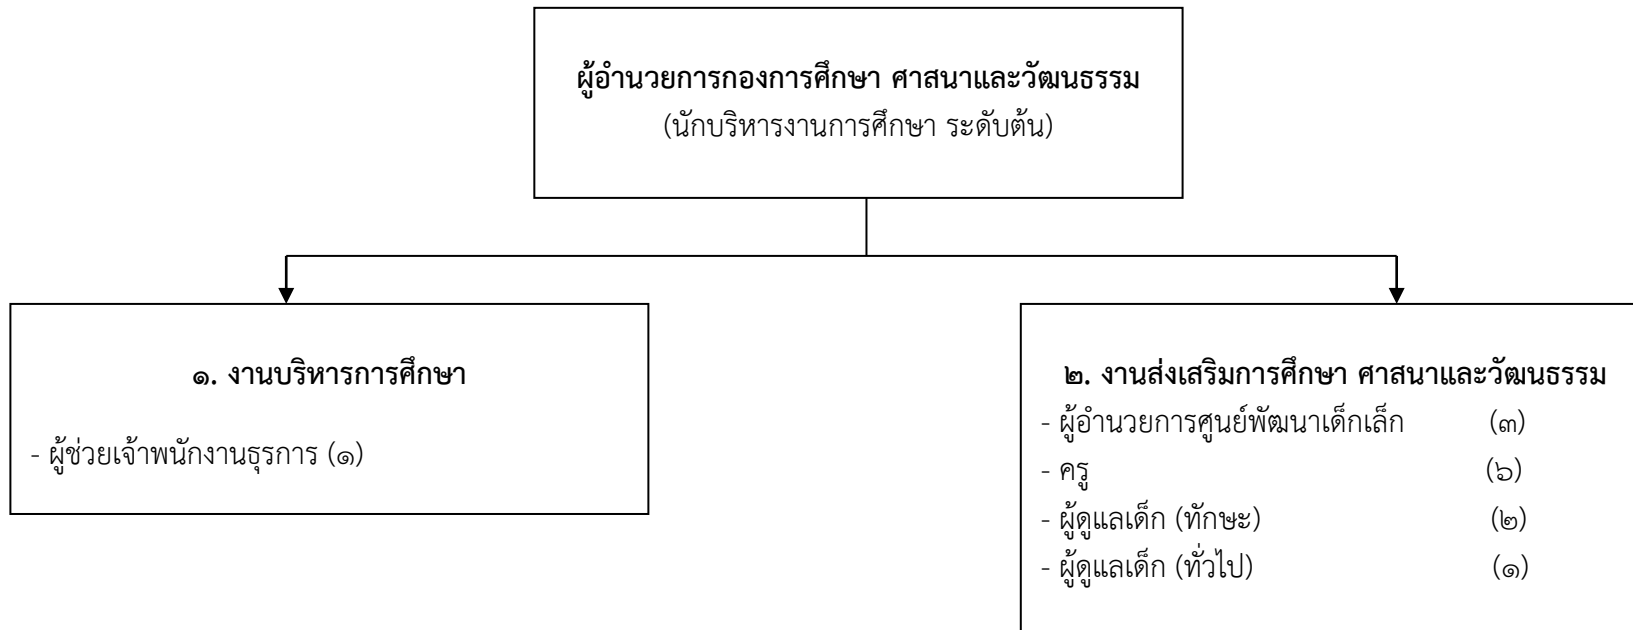 ผู้อำนวยการกองการศึกษา ศาสนาและวัฒนธรรม
(นักบริหารงานการศึกษา ระดับต้น)
๑. งานบริหารการศึกษา
- ผู้ช่วยเจ้าพนักงานธุรการ (๑)
๒. งานส่งเสริมการศึกษา ศาสนาและวัฒนธรรม
- ผู้อำนวยการศูนย์พัฒนาเด็กเล็ก (๓)
- ครู (๖)
- ผู้ดูแลเด็ก (ทักษะ) (๒)
- ผู้ดูแลเด็ก (ทั่วไป) (๑)